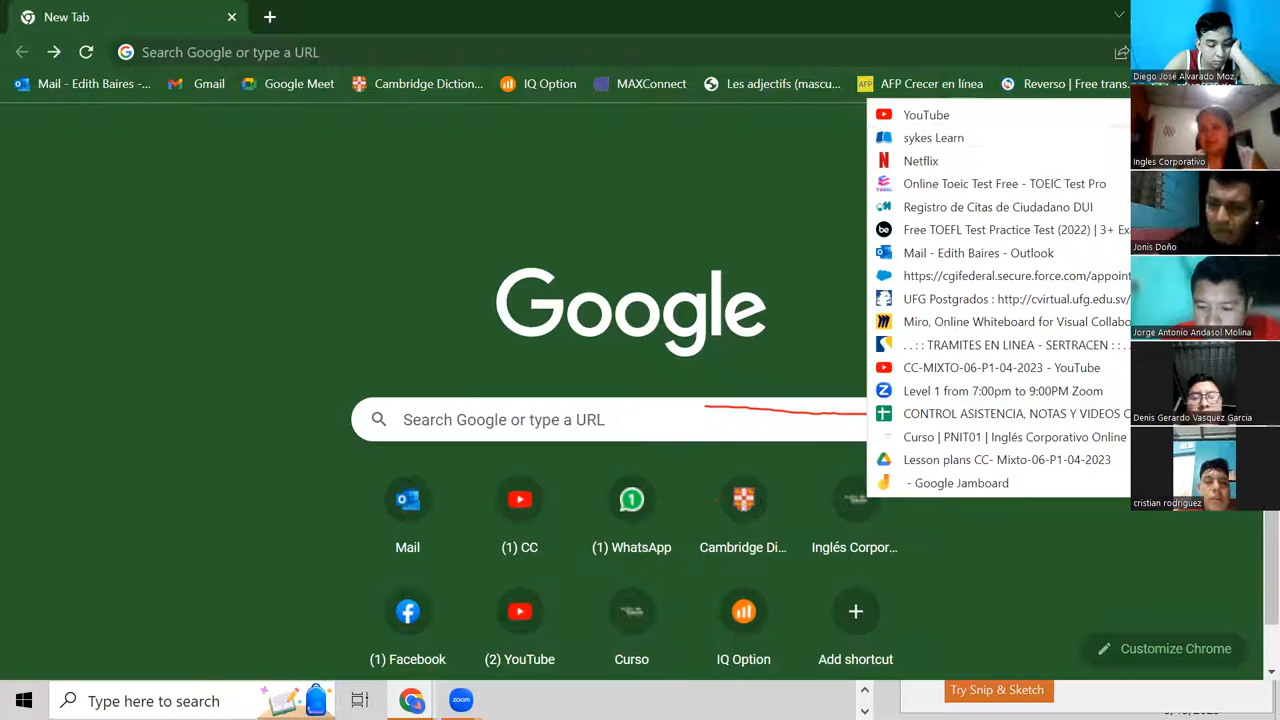 New Tab
Search Google or type a URL
Mail - Edith Baires -...
Gmail
Google Meet
Cambridge Diction...
IQ Option
MAXConnect
Les adjectifs (mascu...
AFP Crecer en línea
Reverso | Free trans...
YouTube
sykes Learn
Netflix
Online Toeic Test Free - TOEIC Test Pro
Registro de Citas de Ciudadano DUI
Free TOEFL Test Practice Test (2022) | 3+ Ex
Mail - Edith Baires - Outlook
https://cgifederal.secure.force.com/appoint
UFG Postgrados : http://cvirtual.ufg.edu.sv/
Miro, Online Whiteboard for Visual Collabo
. . : : TRAMITES EN LINEA - SERTRACEN : : . .
CC-MIXTO-06-P1-04-2023 - YouTube
Level 1 from 7:00pm to 9:00PM Zoom
CONTROL ASISTENCIA, NOTAS Y VIDEOS C
Curso | PNIT01 | Inglés Corporativo Online
Lesson plans CC- Mixto-06-P1-04-2023
- Google Jamboard
Google
Search Google or type a URL
Mail
(1) CC
(1) WhatsApp
Cambridge Di...
Inglés Corpor...
(1) Facebook
(2) YouTube
Curso
IQ Option
Add shortcut
Customize Chrome
Diego José Alvarado Moz
Ingles Corporativo
Jonis Doño
Jorge Antonio Andasol Molina
Denis Gerardo Vasquez Garcia
cristian rodriguez
Type here to search
zoom
Try Snip & Sketch